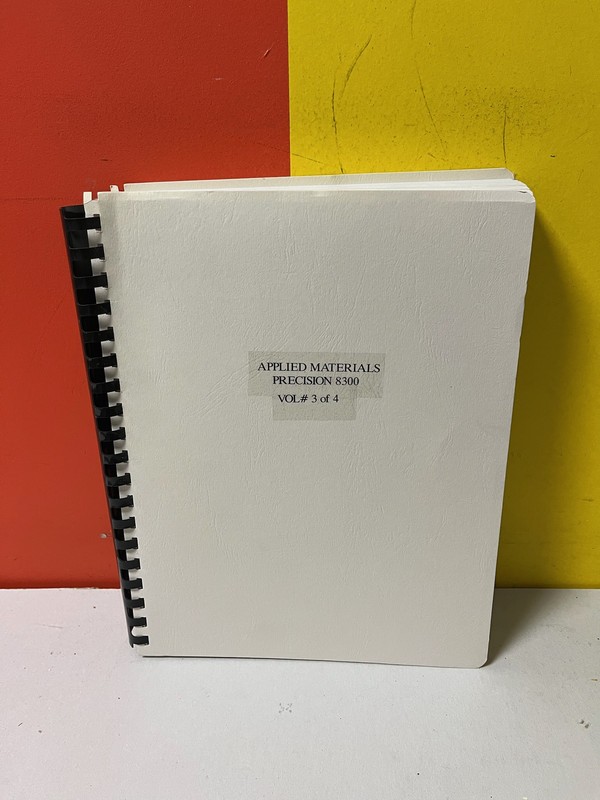 APPLIED MATERIALS
PRECISION 8300
VOL# 3 of 4